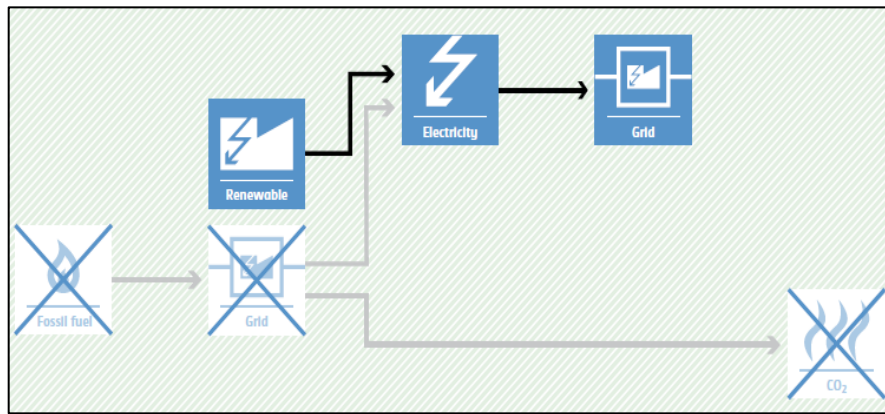 Electricity
Grid
Renewable
Fossil fuel
Grid
CO₂